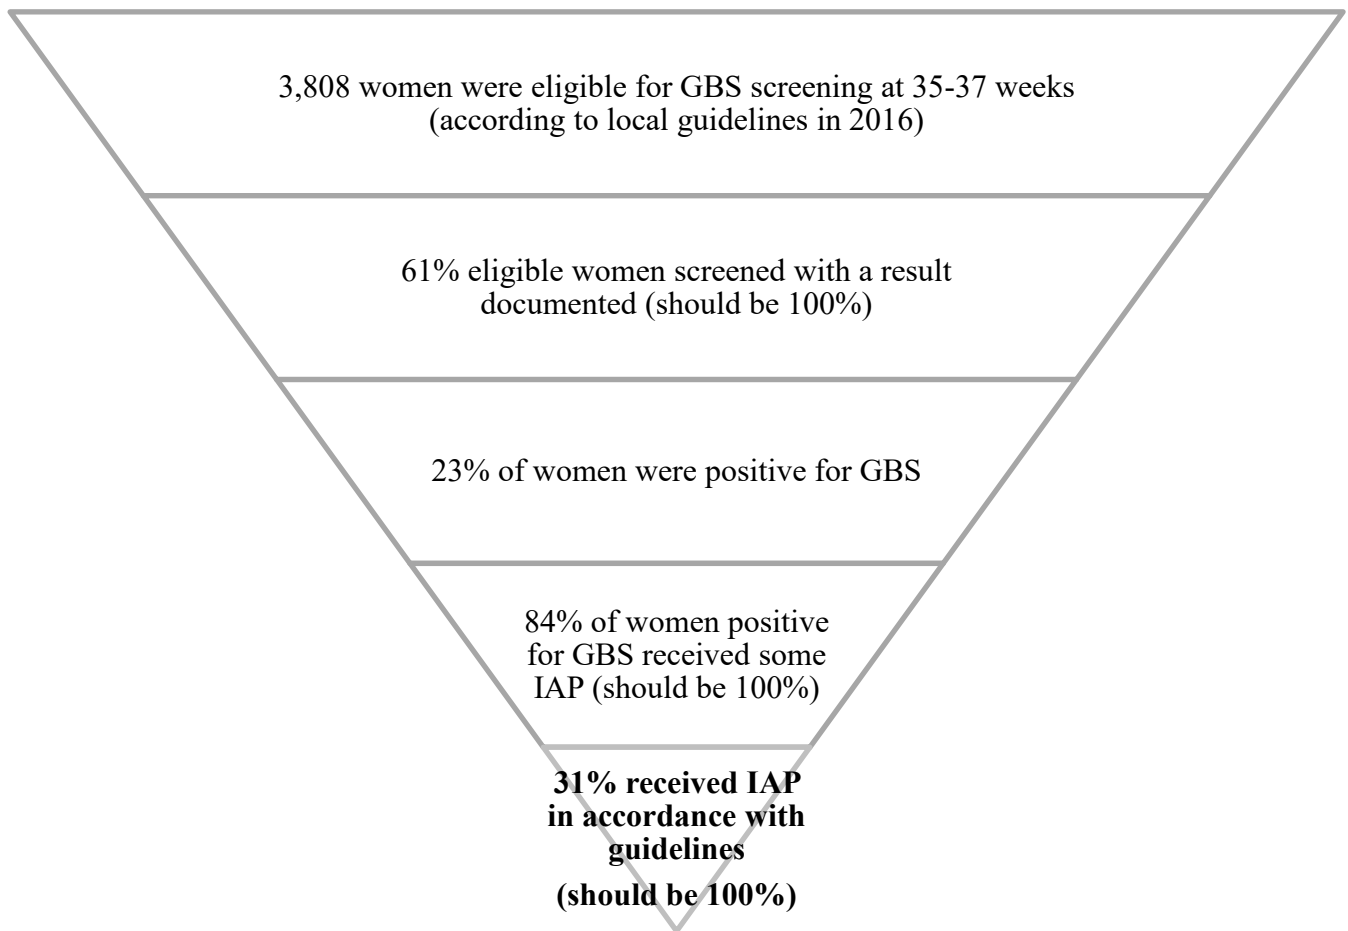 3,808 women were eligible for GBS screening at 35-37 weeks
(according to local guidelines in 2016)
61% eligible women screened with a result
documented (should be 100%)
23% of women were positive for GBS
84% of women positive
for GBS received some
IAP (should be 100%)
31% received IAP
in accordance with
guidelines
(should be 100%)